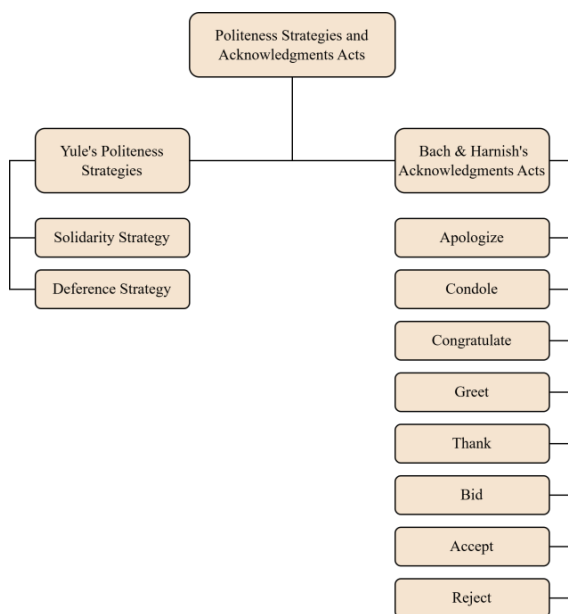 Politeness Strategies and
Acknowledgments Acts
Yule's Politeness
Strategies
Bach & Harnish's
Acknowledgments Acts
Solidarity Strategy
Deference Strategy
Apologize
Condole
Congratulate
Greet
Thank
Bid
Accept
Reject